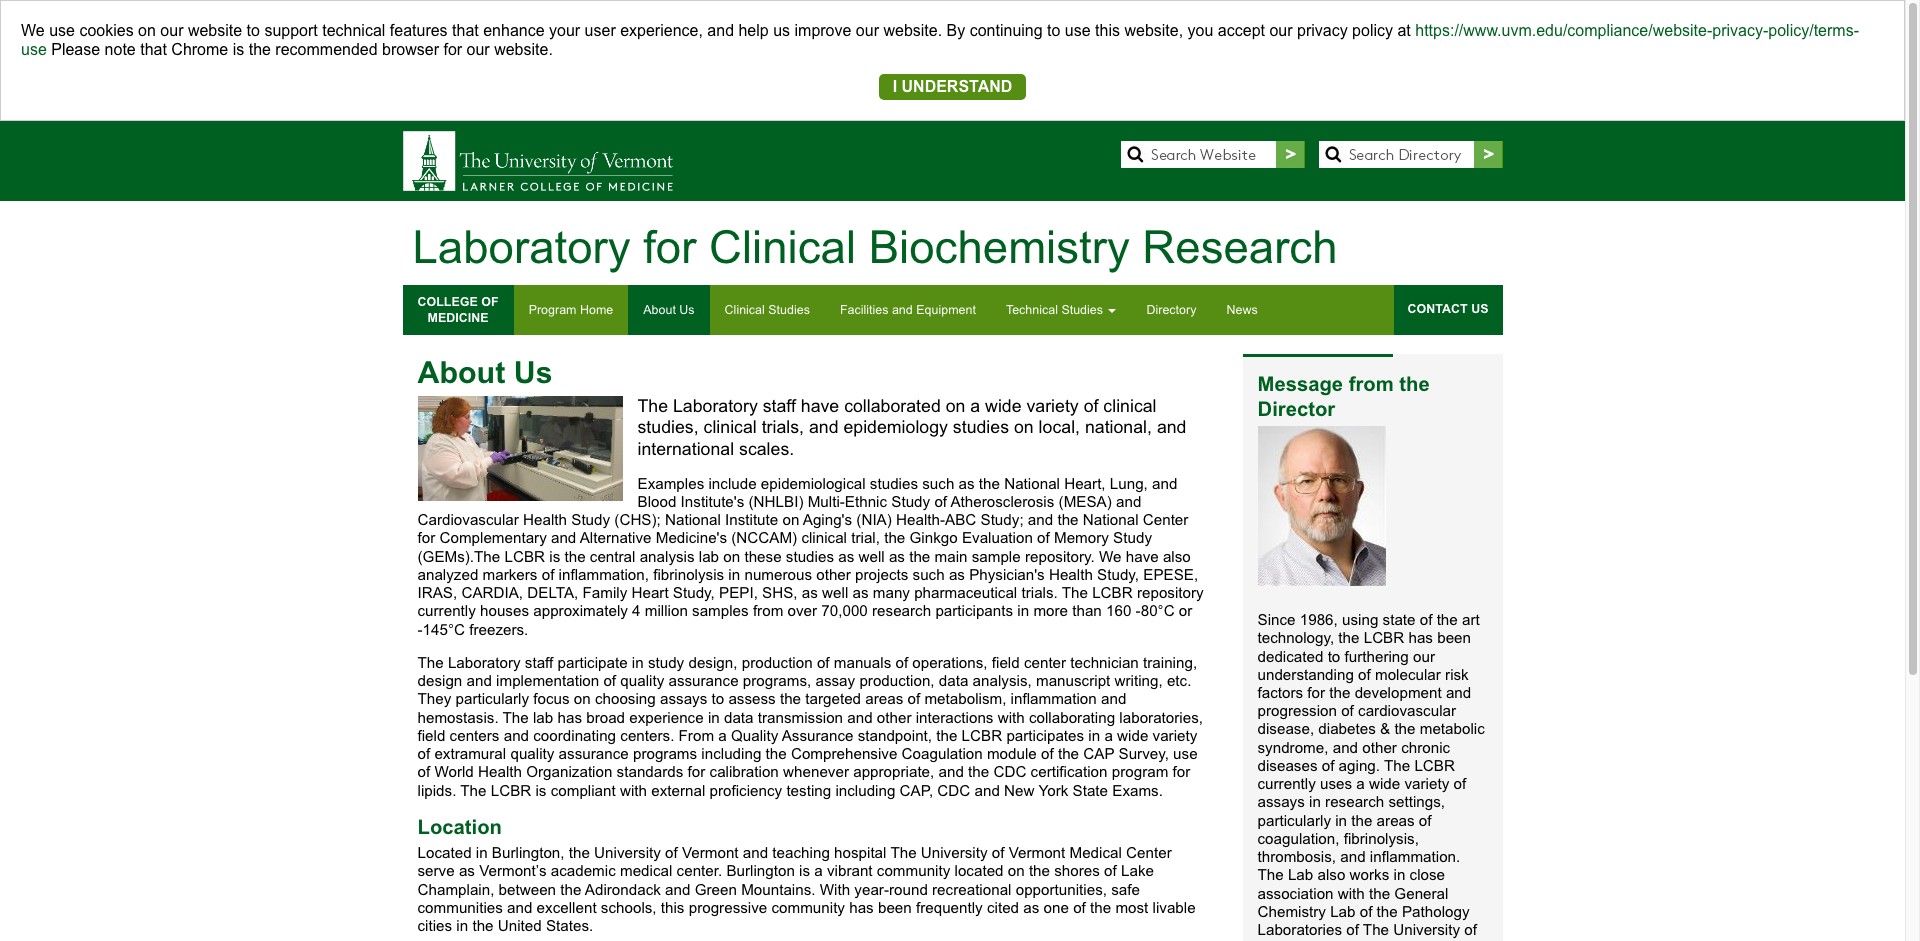 We use cookies on our website to support technical features that enhance your user experience, and help us improve our website. By continuing to use this website, you accept our privacy policy at https://www.uvm.edu/compliance/website-privacy-policy/terms-
use Please note that Chrome is the recommended browser for our website.
I UNDERSTAND
The University of Vermont
LARNER COLLEGE OF MEDICINE
Search Website >
Search Directory >
Laboratory for Clinical Biochemistry Research
COLLEGE OF
MEDICINE
Program Home
About Us
Clinical Studies
Facilities and Equipment
Technical Studies
Directory
News
CONTACT US
About Us
The Laboratory staff have collaborated on a wide variety of clinical
studies, clinical trials, and epidemiology studies on local, national, and
international scales.
Examples include epidemiological studies such as the National Heart, Lung, and
Blood Institute's (NHLBI) Multi-Ethnic Study of Atherosclerosis (MESA) and
Cardiovascular Health Study (CHS); National Institute on Aging's (NIA) Health-ABC Study; and the National Center
for Complementary and Alternative Medicine's (NCCAM) clinical trial, the Ginkgo Evaluation of Memory Study
(GEMs).The LCBR is the central analysis lab on these studies as well as the main sample repository. We have also
analyzed markers of inflammation, fibrinolysis in numerous other projects such as Physician's Health Study, EPESE,
IRAS, CARDIA, DELTA, Family Heart Study, PEPI, SHS, as well as many pharmaceutical trials. The LCBR repository
currently houses approximately 4 million samples from over 70,000 research participants in more than 160 -80°C or
-145°C freezers.
The Laboratory staff participate in study design, production of manuals of operations, field center technician training,
design and implementation of quality assurance programs, assay production, data analysis, manuscript writing, etc.
They particularly focus on choosing assays to assess the targeted areas of metabolism, inflammation and
hemostasis. The lab has broad experience in data transmission and other interactions with collaborating laboratories,
field centers and coordinating centers. From a Quality Assurance standpoint, the LCBR participates in a wide variety
of extramural quality assurance programs including the Comprehensive Coagulation module of the CAP Survey, use
of World Health Organization standards for calibration whenever appropriate, and the CDC certification program for
lipids. The LCBR is compliant with external proficiency testing including CAP, CDC and New York State Exams.
Location
Located in Burlington, the University of Vermont and teaching hospital The University of Vermont Medical Center
serve as Vermont's academic medical center. Burlington is a vibrant community located on the shores of Lake
Champlain, between the Adirondack and Green Mountains. With year-round recreational opportunities, safe
communities and excellent schools, this progressive community has been frequently cited as one of the most livable
cities in the United States.
Message from the
Director
Since 1986, using state of the art
technology, the LCBR has been
dedicated to furthering our
understanding of molecular risk
factors for the development and
progression of cardiovascular
disease, diabetes & the metabolic
syndrome, and other chronic
diseases of aging. The LCBR
currently uses a wide variety of
assays in research settings,
particularly in the areas of
coagulation, fibrinolysis,
thrombosis, and inflammation.
The Lab also works in close
association with the General
Chemistry Lab of the Pathology
Laboratories of The University of